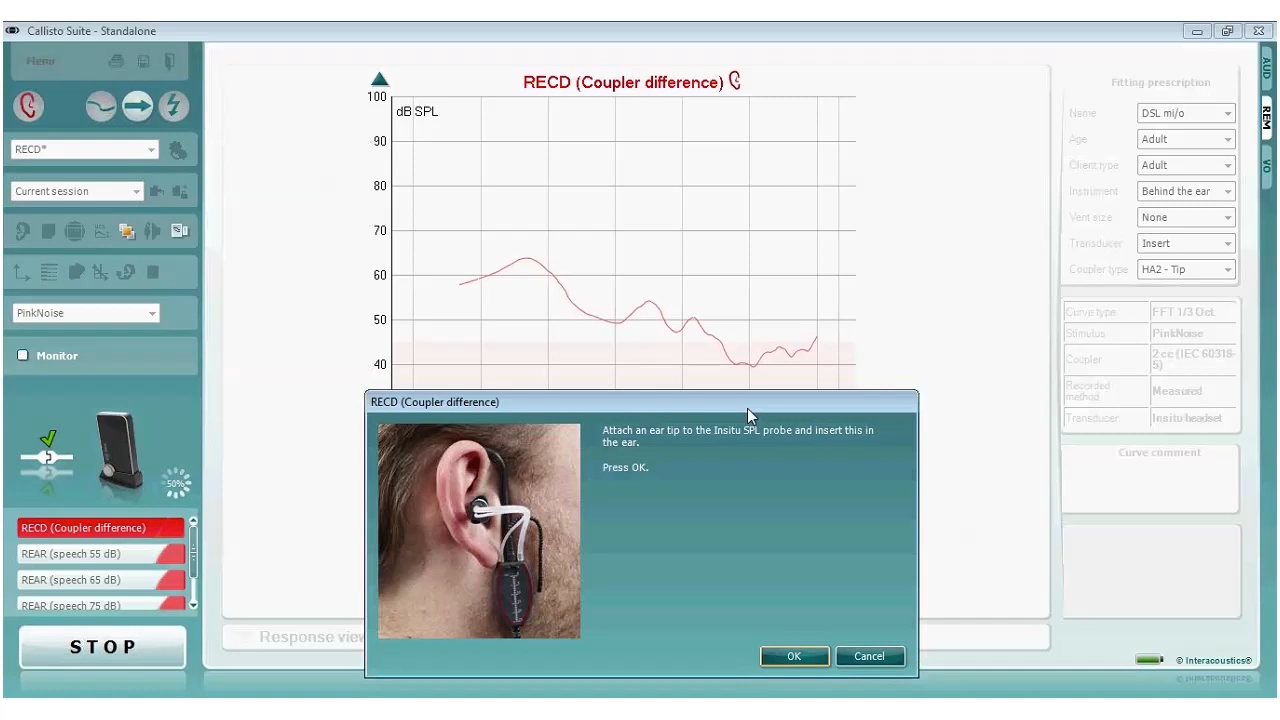 Callisto Suite - Standalone
Menu
RECD*
Current session
PinkNoise
Monitor
50%
RECD (Coupler difference)
REAR (speech 55 dB)
REAR (speech 65 dB)
REAR (speech 75 dB)
STOP
RECD (Coupler difference)
100
dB SPL
90
80
70
60
50
40
RECD (Coupler difference)
Attach an ear tip to the Insitu SPL probe and insert this in
the ear.
Press OK.
OK
Cancel
Response view
Fitting prescription
Name
DSL mi/o
Age
Adult
Client type
Adult
Instrument
Behind the ear
Vent size
None
Transducer
Insert
Coupler type
HA2 - Tip
Curve type
FFT 1/3 Oct.
Stimulus
PinkNoise
Coupler
2 cc (IEC 60318-
5)
Recorded
method
Measured
Transducer
Insitu headset
Curve comment
© Interacoustics®
AUD
REM
VO